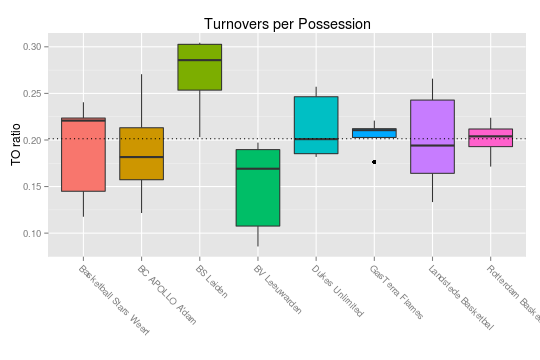 Turnovers per Possession
TO ratio
0.30
0.25
0.20
0.15
0.10
Basketball Stars Weert
BC APOLLO A'dam
BS Leiden
BV Leeuwarden
Dukes Unlimited
GasTerra Flames
Landstede Basketbal
Rotterdam Baske